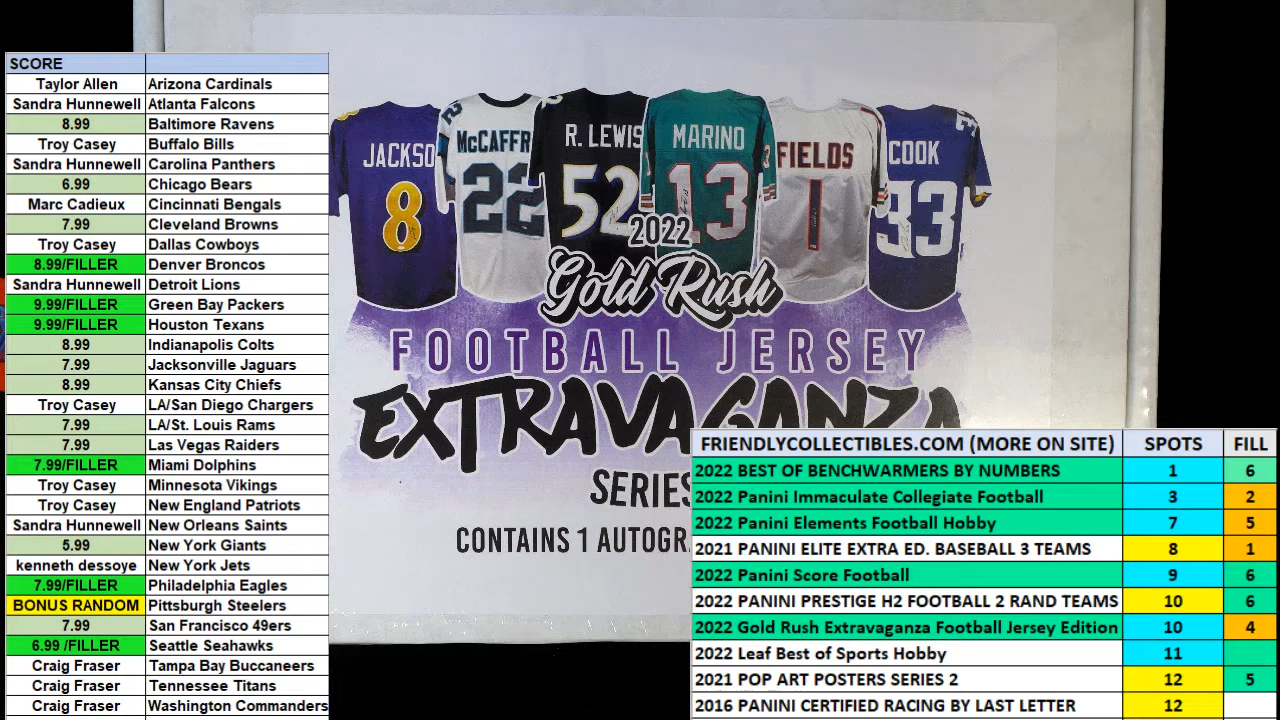 SCORE
Taylor Allen Arizona Cardinals
Sandra Hunnewell Atlanta Falcons
8.99 Baltimore Ravens
Troy Casey Buffalo Bills
Sandra Hunnewell Carolina Panthers
6.99 Chicago Bears
Marc Cadieux Cincinnati Bengals
7.99 Cleveland Browns
Troy Casey Dallas Cowboys
8.99/FILLER Denver Broncos
Sandra Hunnewell Detroit Lions
9.99/FILLER Green Bay Packers
9.99/FILLER Houston Texans
8.99 Indianapolis Colts
7.99 Jacksonville Jaguars
8.99 Kansas City Chiefs
Troy Casey LA/San Diego Chargers
7.99 LA/St. Louis Rams
7.99 Las Vegas Raiders
7.99/FILLER Miami Dolphins
Troy Casey Minnesota Vikings
Troy Casey New England Patriots
Sandra Hunnewell New Orleans Saints
5.99 New York Giants
kenneth dessoye New York Jets
7.99/FILLER Philadelphia Eagles
BONUS RANDOM Pittsburgh Steelers
7.99 San Francisco 49ers
6.99 /FILLER Seattle Seahawks
Craig Fraser Tampa Bay Buccaneers
Craig Fraser Tennessee Titans
Craig Fraser Washington Commanders
JACKSO McCAFFR R. LEWIS MARINO FIELDS COOK
8 22 52 13 1 33
2022
Gold Rush
FOOTBALL JERSEY
EXTRAVAGANZA
SERIES
CONTAINS 1 AUTOGR
FRIENDLYCOLLECTIBLES.COM (MORE ON SITE) SPOTS FILL
2022 BEST OF BENCHWARMERS BY NUMBERS 1 6
2022 Panini Immaculate Collegiate Football 3 2
2022 Panini Elements Football Hobby 7 5
2021 PANINI ELITE EXTRA ED. BASEBALL 3 TEAMS 8 1
2022 Panini Score Football 9 6
2022 PANINI PRESTIGE H2 FOOTBALL 2 RAND TEAMS 10 6
2022 Gold Rush Extravaganza Football Jersey Edition 10 4
2022 Leaf Best of Sports Hobby 11
2021 POP ART POSTERS SERIES 2 12 5
2016 PANINI CERTIFIED RACING BY LAST LETTER 12